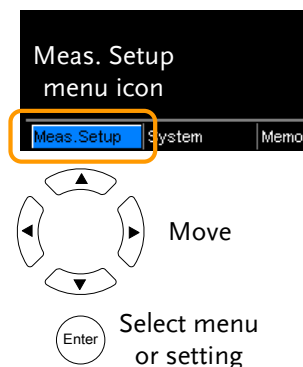 Meas. Setup
menu icon
Meas.Setup System Memo
Move
Enter
Select menu
or setting